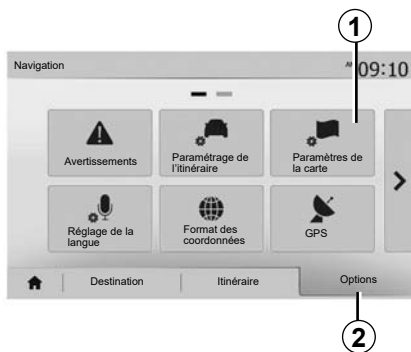 1
Navigation
AM 09:10
Avertissements
Paramétrage de
l'itinéraire
Paramètres de
la carte
Réglage de la
langue
Format des
coordonnées
GPS
Destination
Itinéraire
Options
2